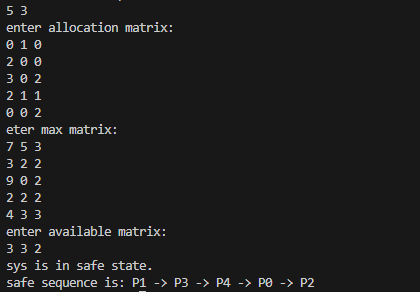 5 3
enter allocation matrix:
0 1 0
2 0 0
3 0 2
2 1 1
0 0 2
eter max matrix:
7 5 3
3 2 2
9 0 2
2 2 2
4 3 3
enter available matrix:
3 3 2
sys is in safe state.
safe sequence is: P1 -> P3 -> P4 -> P0 -> P2